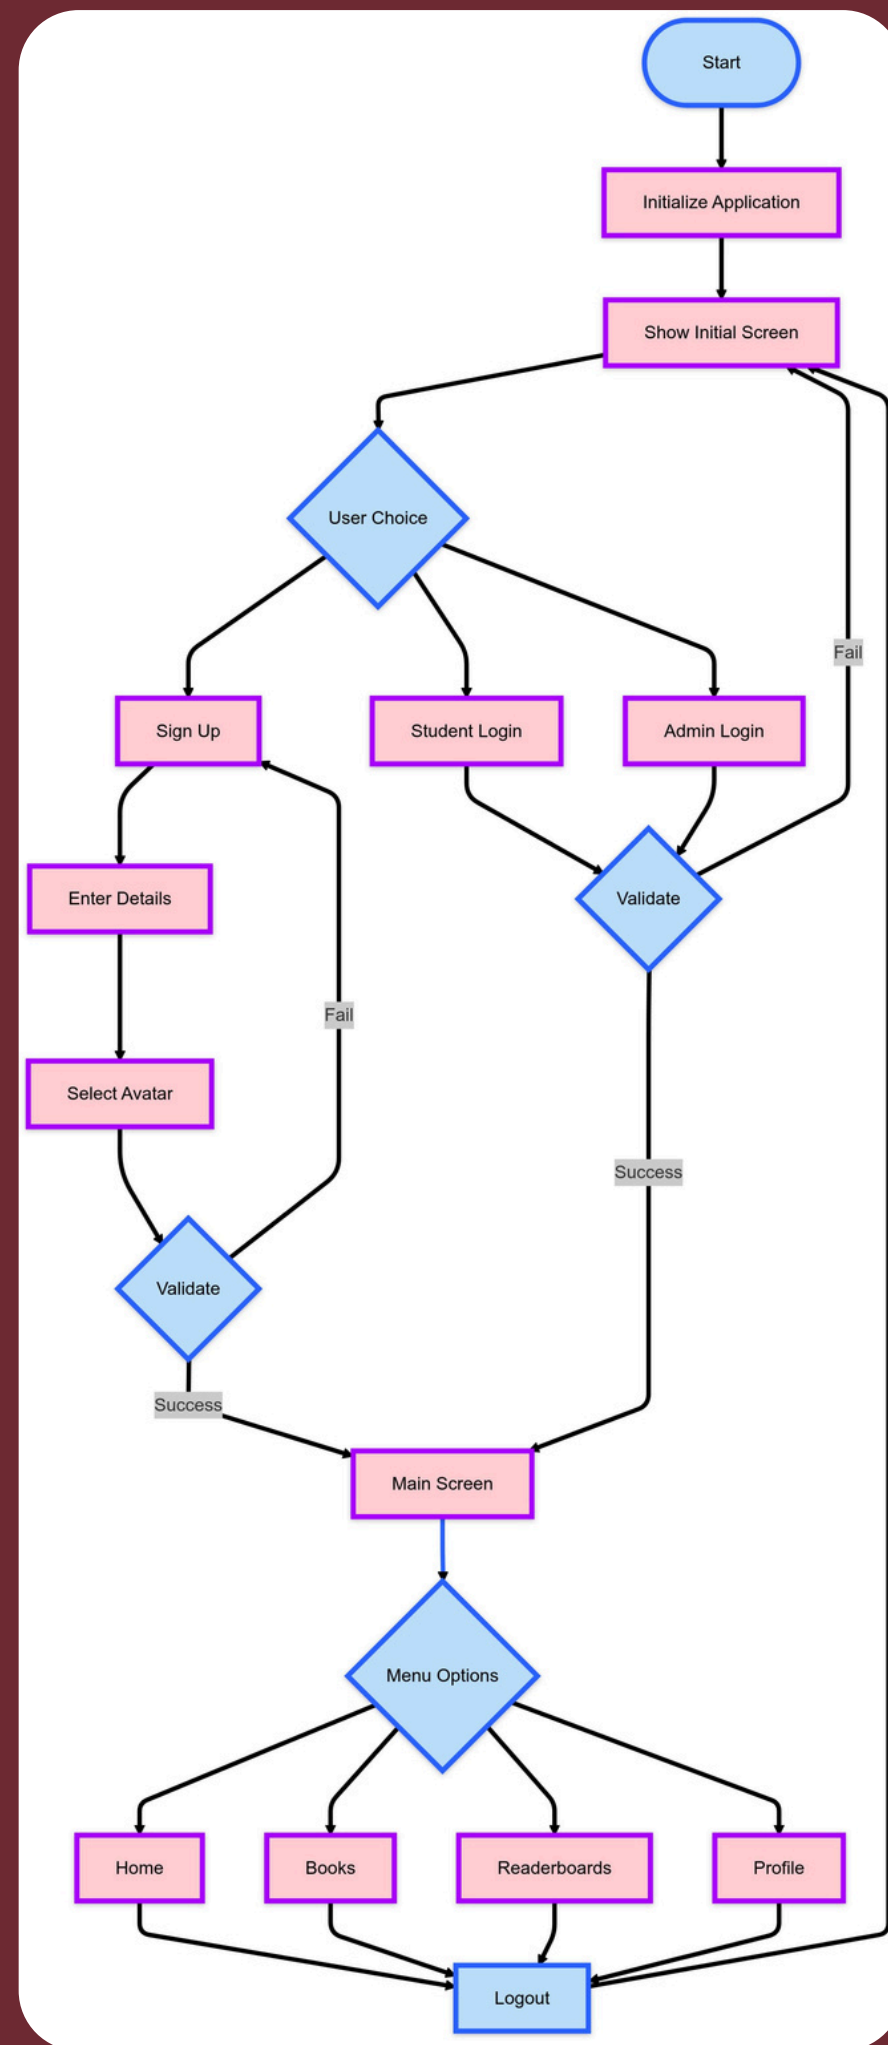 Start
Initialize Application
Show Initial Screen
User Choice
Fail
Sign Up
Student Login
Admin Login
Enter Details
Validate
Fail
Select Avatar
Success
Validate
Success
Main Screen
Menu Options
Home
Books
Readerboards
Profile
Logout